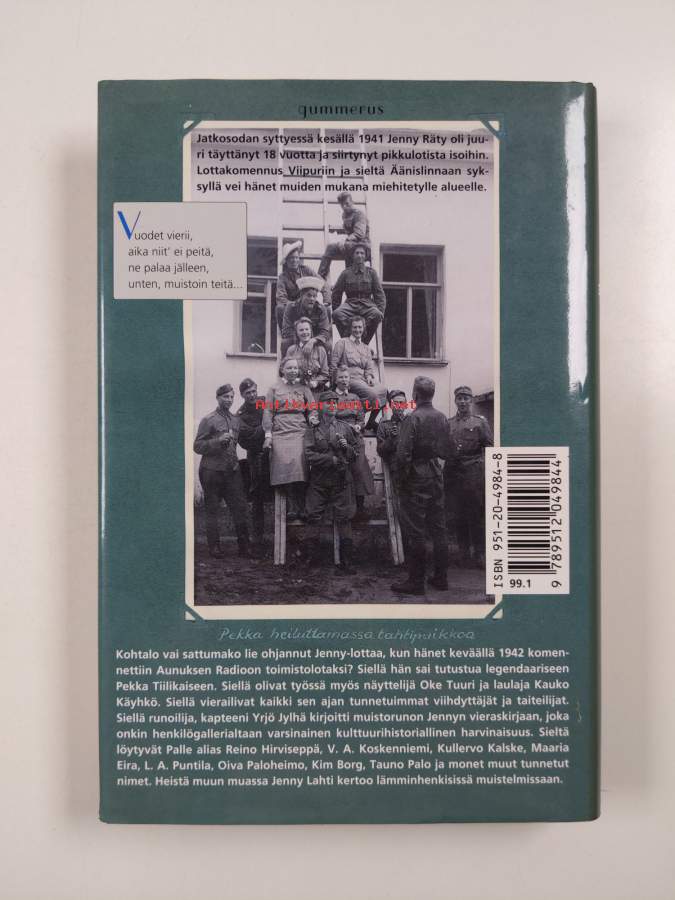 gummerus
Jatkosodan syttyessä kesällä 1941 Jenny Räty oli juu-
ri täyttänyt 18 vuotta ja siirtynyt pikkulotista isoihin.
Lottakomennus Viipuriin ja sieltä Äänislinnaan syk-
syllä vei hänet muiden mukana miehitetylle alueelle.
Vuodet vierii,
aika niit' ei peitä,
ne palaa jälleen,
unten, muistoin teitä...
Antikvariaatti.net
ISBN 951-20-4984-8
99.1
9 789512 049844
Pekka heiluttamassa tahtipuikkoa
Kohtalo vai sattumako lie ohjannut Jenny-lottaa, kun hänet keväällä 1942 komen-
nettiin Aunuksen Radioon toimistolotaksi? Siellä hän sai tutustua legendaariseen
Pekka Tiilikaiseen. Siellä olivat työssä myös näyttelijä Oke Tuuri ja laulaja Kauko
Käyhkö. Siellä vierailivat kaikki sen ajan tunnetuimmat viihdyttäjät ja taiteilijat.
Siellä runoilija, kapteeni Yrjö Jylhä kirjoitti muistorunon Jennyn vieraskirjaan, joka
onkin henkilögallerialtaan varsinainen kulttuurihistoriallinen harvinaisuus. Sieltä
löytyvät Palle alias Reino Hirviseppä, V. A. Koskenniemi, Kullervo Kalske, Maaria
Eira, L. A. Puntila, Oiva Paloheimo, Kim Borg, Tauno Palo ja monet muut tunnetut
nimet. Heistä muun muassa Jenny Lahti kertoo lämminhenkisissä muistelmissaan.